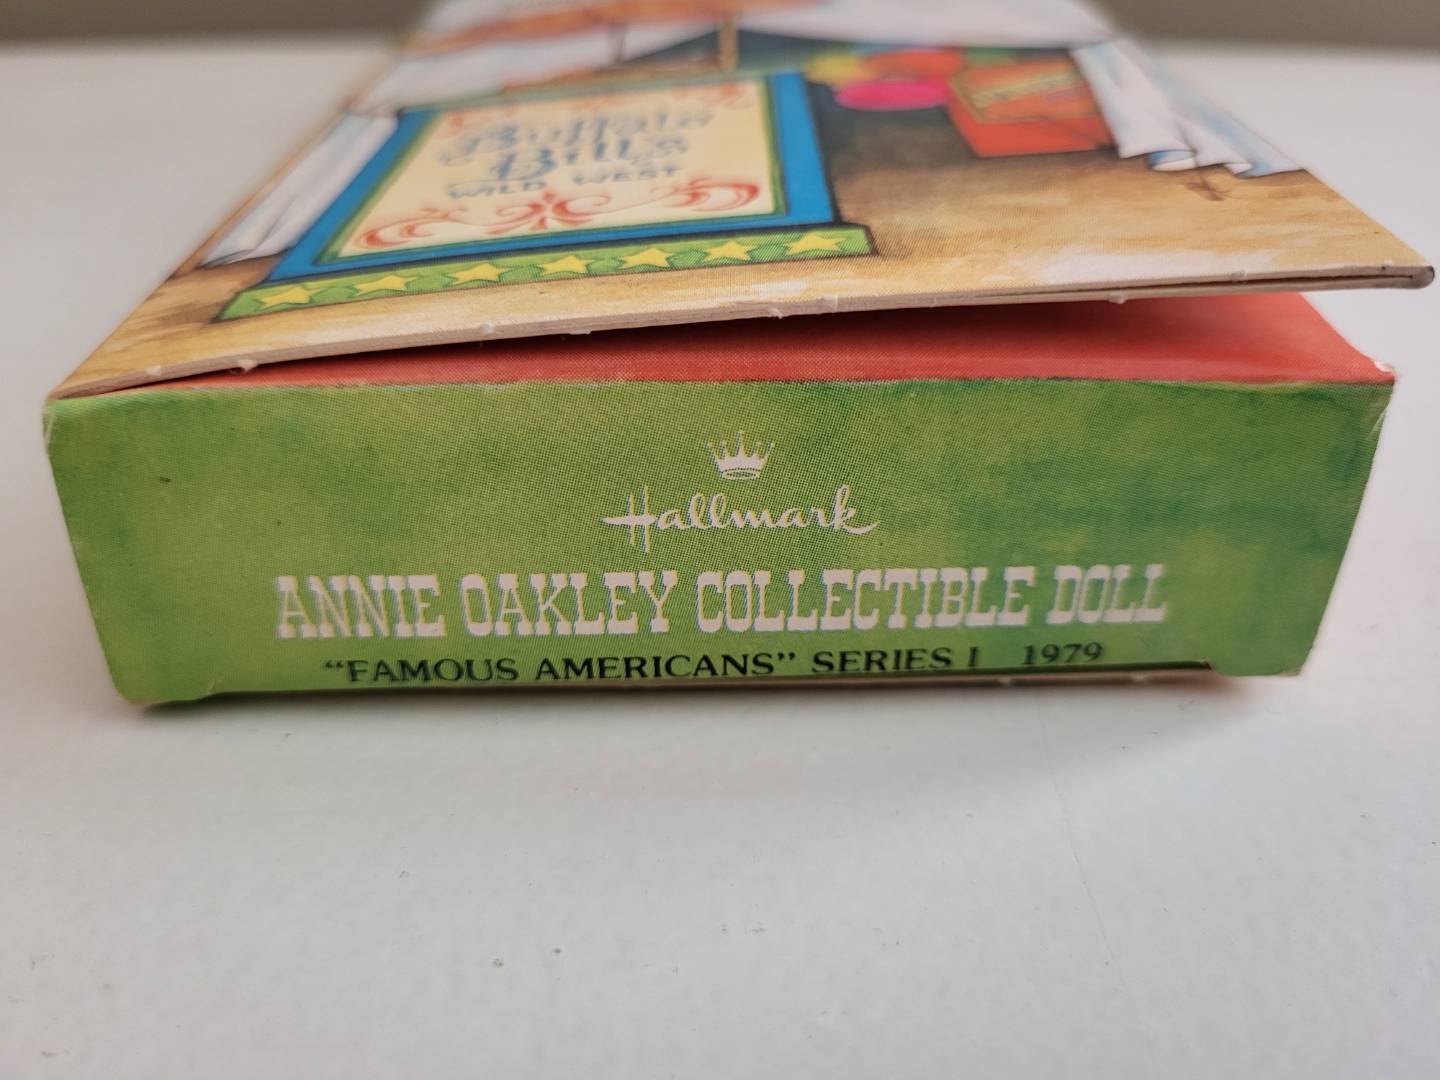 Buffalo
Bill's
WILD WEST
Hallmark
ANNIE OAKLEY COLLECTIBLE DOLL
“FAMOUS AMERICANS” SERIES I 1979